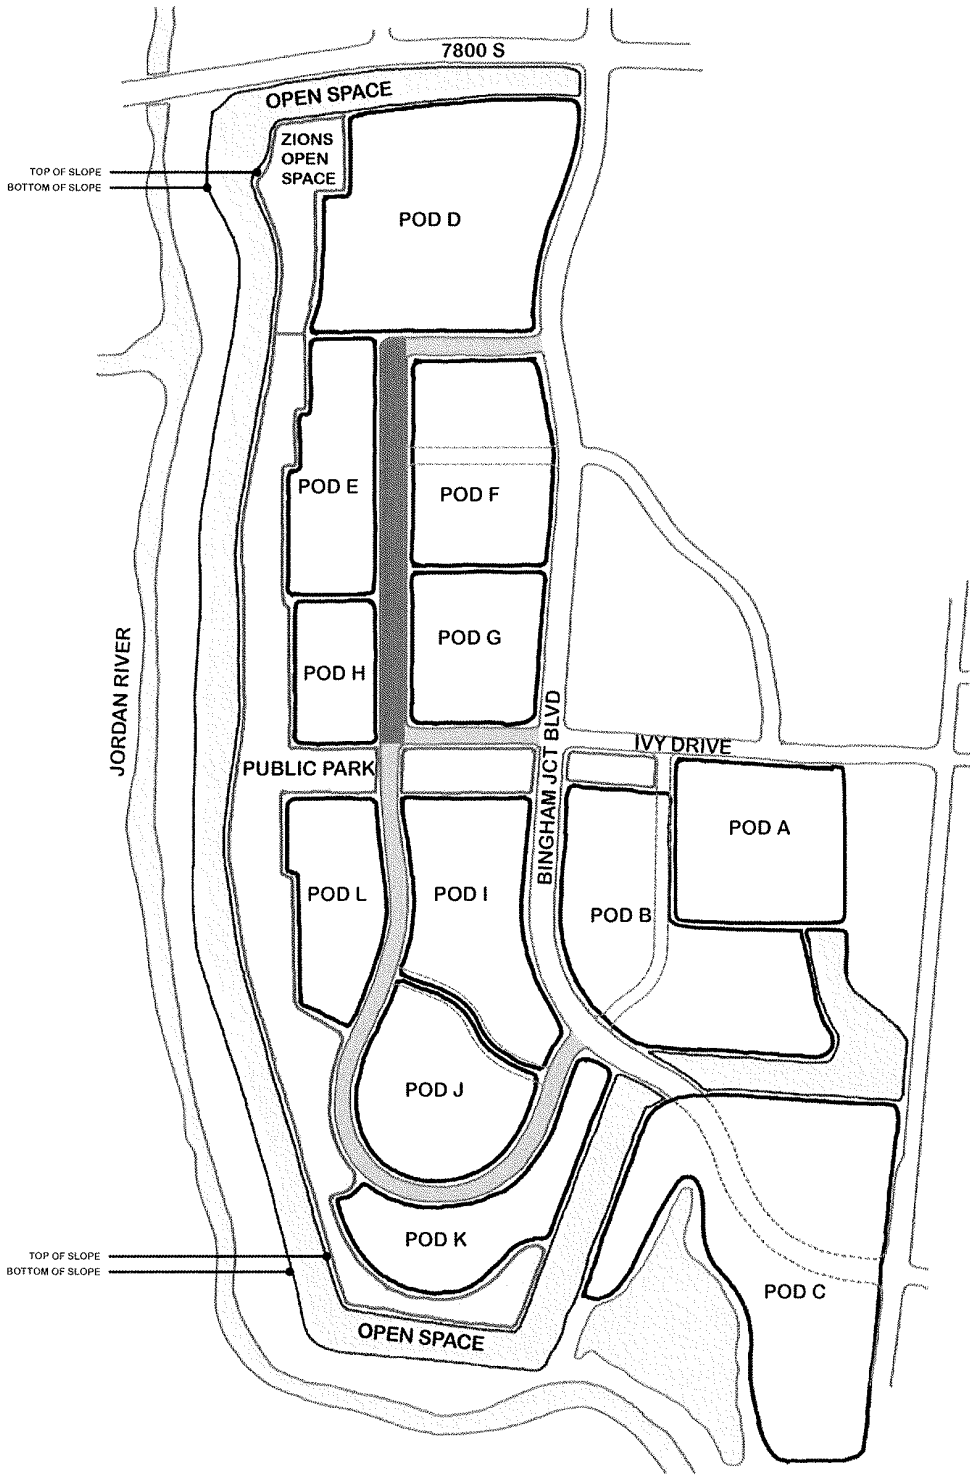 7800 S
OPEN SPACE
ZIONS
OPEN
SPACE
TOP OF SLOPE
BOTTOM OF SLOPE
POD D
POD E
POD F
POD G
POD H
JORDAN RIVER
BINGHAM JCT BLVD
IVY DRIVE
PUBLIC PARK
POD A
POD L
POD I
POD B
POD J
POD K
TOP OF SLOPE
BOTTOM OF SLOPE
POD C
OPEN SPACE